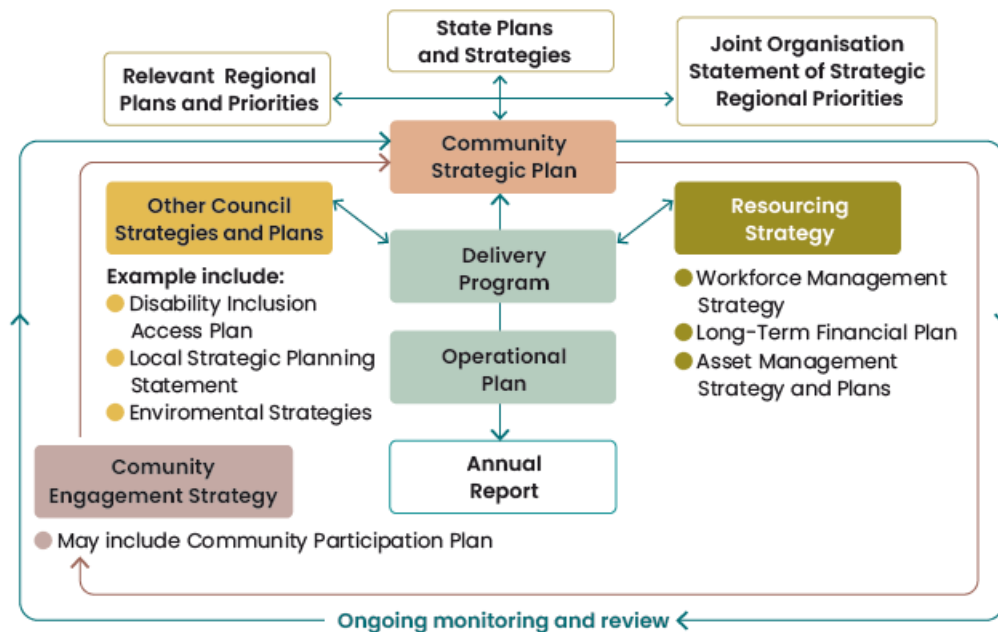 State Plans
and Strategies
Relevant Regional
Plans and Priorities
Joint Organisation
Statement of Strategic
Regional Priorities
Community
Strategic Plan
Other Council
Strategies and Plans
Example include:
Disability Inclusion
Access Plan
Local Strategic Planning
Statement
Enviromental Strategies
Delivery
Program
Operational
Plan
Annual
Report
Resourcing
Strategy
Workforce Management
Strategy
Long-Term Financial Plan
Asset Management
Strategy and Plans
Comunity
Engagement Strategy
May include Community Participation Plan
Ongoing monitoring and review